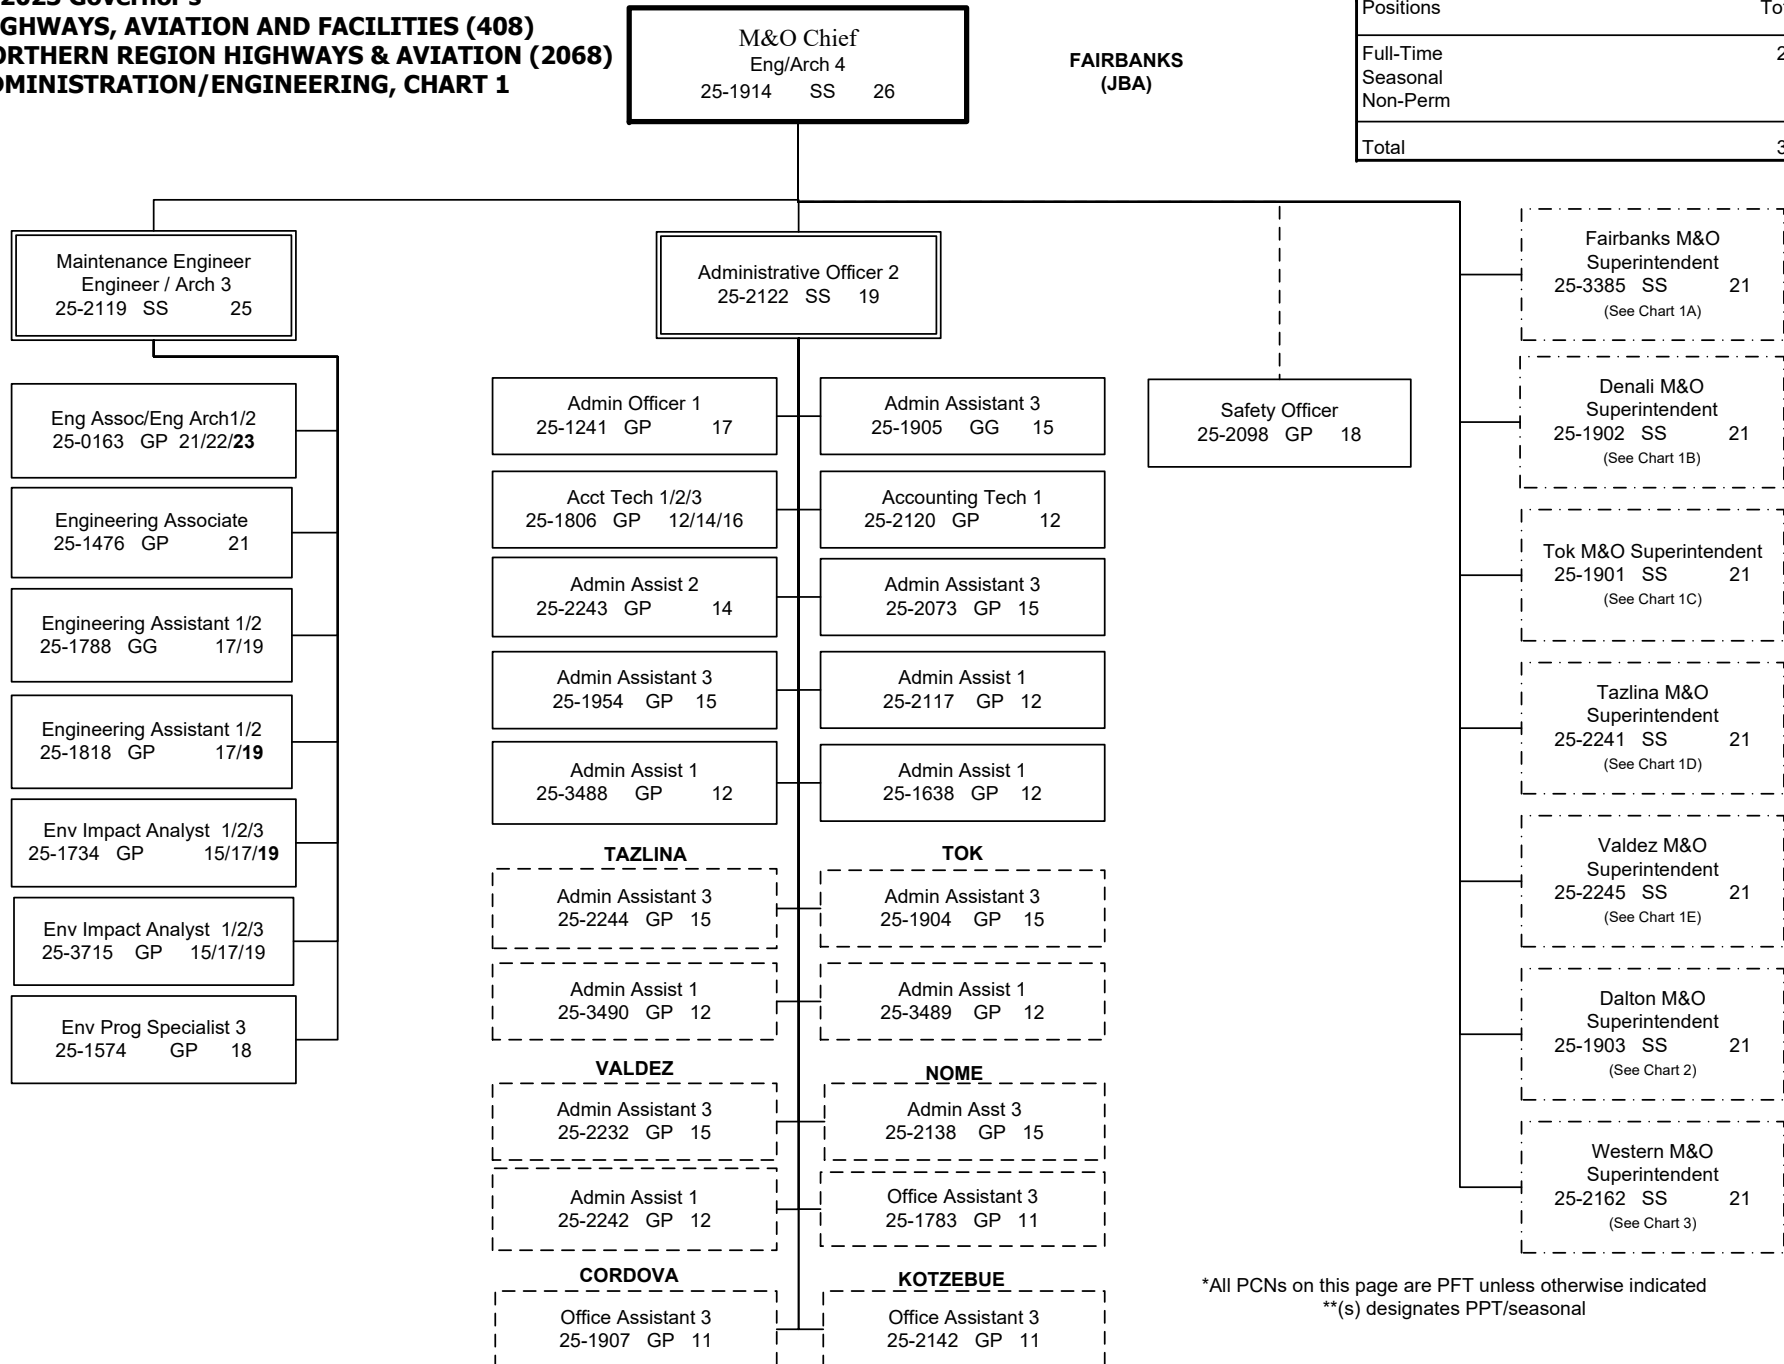 2023 Governor's
GHWAYS, AVIATION AND FACILITIES (408)
ORTHERN REGION HIGHWAYS & AVIATION (2068)
DMINISTRATION/ENGINEERING, CHART 1
M&O Chief
Eng/Arch 4
25-1914 SS 26
FAIRBANKS
(JBA)
Positions To
Full-Time 2
Seasonal
Non-Perm
Total 3
Maintenance Engineer
Engineer / Arch 3
25-2119 SS 25
Eng Assoc/Eng Arch1/2
25-0163 GP 21/22/23
Engineering Associate
25-1476 GP 21
Engineering Assistant 1/2
25-1788 GG 17/19
Engineering Assistant 1/2
25-1818 GP 17/19
Env Impact Analyst 1/2/3
25-1734 GP 15/17/19
Env Impact Analyst 1/2/3
25-3715 GP 15/17/19
Env Prog Specialist 3
25-1574 GP 18
Administrative Officer 2
25-2122 SS 19
Admin Officer 1
25-1241 GP 17
Admin Assistant 3
25-1905 GG 15
Acct Tech 1/2/3
25-1806 GP 12/14/16
Accounting Tech 1
25-2120 GP 12
Admin Assist 2
25-2243 GP 14
Admin Assistant 3
25-2073 GP 15
Admin Assistant 3
25-1954 GP 15
Admin Assist 1
25-2117 GP 12
Admin Assist 1
25-3488 GP 12
Admin Assist 1
25-1638 GP 12
TAZLINA
Admin Assistant 3
25-2244 GP 15
Admin Assist 1
25-3490 GP 12
TOK
Admin Assistant 3
25-1904 GP 15
Admin Assist 1
25-3489 GP 12
VALDEZ
Admin Assistant 3
25-2232 GP 15
Admin Assist 1
25-2242 GP 12
NOME
Admin Asst 3
25-2138 GP 15
Office Assistant 3
25-1783 GP 11
CORDOVA
Office Assistant 3
25-1907 GP 11
KOTZEBUE
Office Assistant 3
25-2142 GP 11
Safety Officer
25-2098 GP 18
Fairbanks M&O
Superintendent
25-3385 SS 21
(See Chart 1A)
Denali M&O
Superintendent
25-1902 SS 21
(See Chart 1B)
Tok M&O Superintendent
25-1901 SS 21
(See Chart 1C)
Tazlina M&O
Superintendent
25-2241 SS 21
(See Chart 1D)
Valdez M&O
Superintendent
25-2245 SS 21
(See Chart 1E)
Dalton M&O
Superintendent
25-1903 SS 21
(See Chart 2)
Western M&O
Superintendent
25-2162 SS 21
(See Chart 3)
*All PCNs on this page are PFT unless otherwise indicated
**(s) designates PPT/seasonal